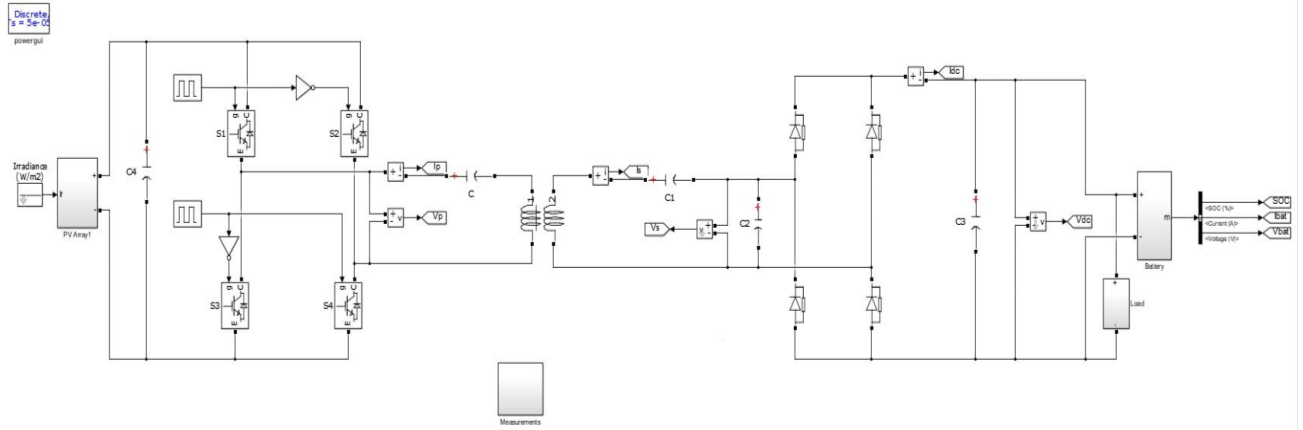 Discrete,
s = 5e-05
powergui
Irradiance
(W/m2)
Ir
+
-
PV Array1
C4
g
C
S1
E
g
C
S2
E
g
C
S3
E
g
C
S4
E
+
i
-
Ip
+
v
-
Vp
+
C
1
2
+
i
-
Is
+
C1
Vs
+
v
-
+
C2
+
i
-
Idc
+
C3
+
v
-
Vdc
+
-
m
Battery
+
-
Load
<SOC (%)>
<Current (A)>
<Voltage (V)>
SOC
Ibat
Vbat
Measurements